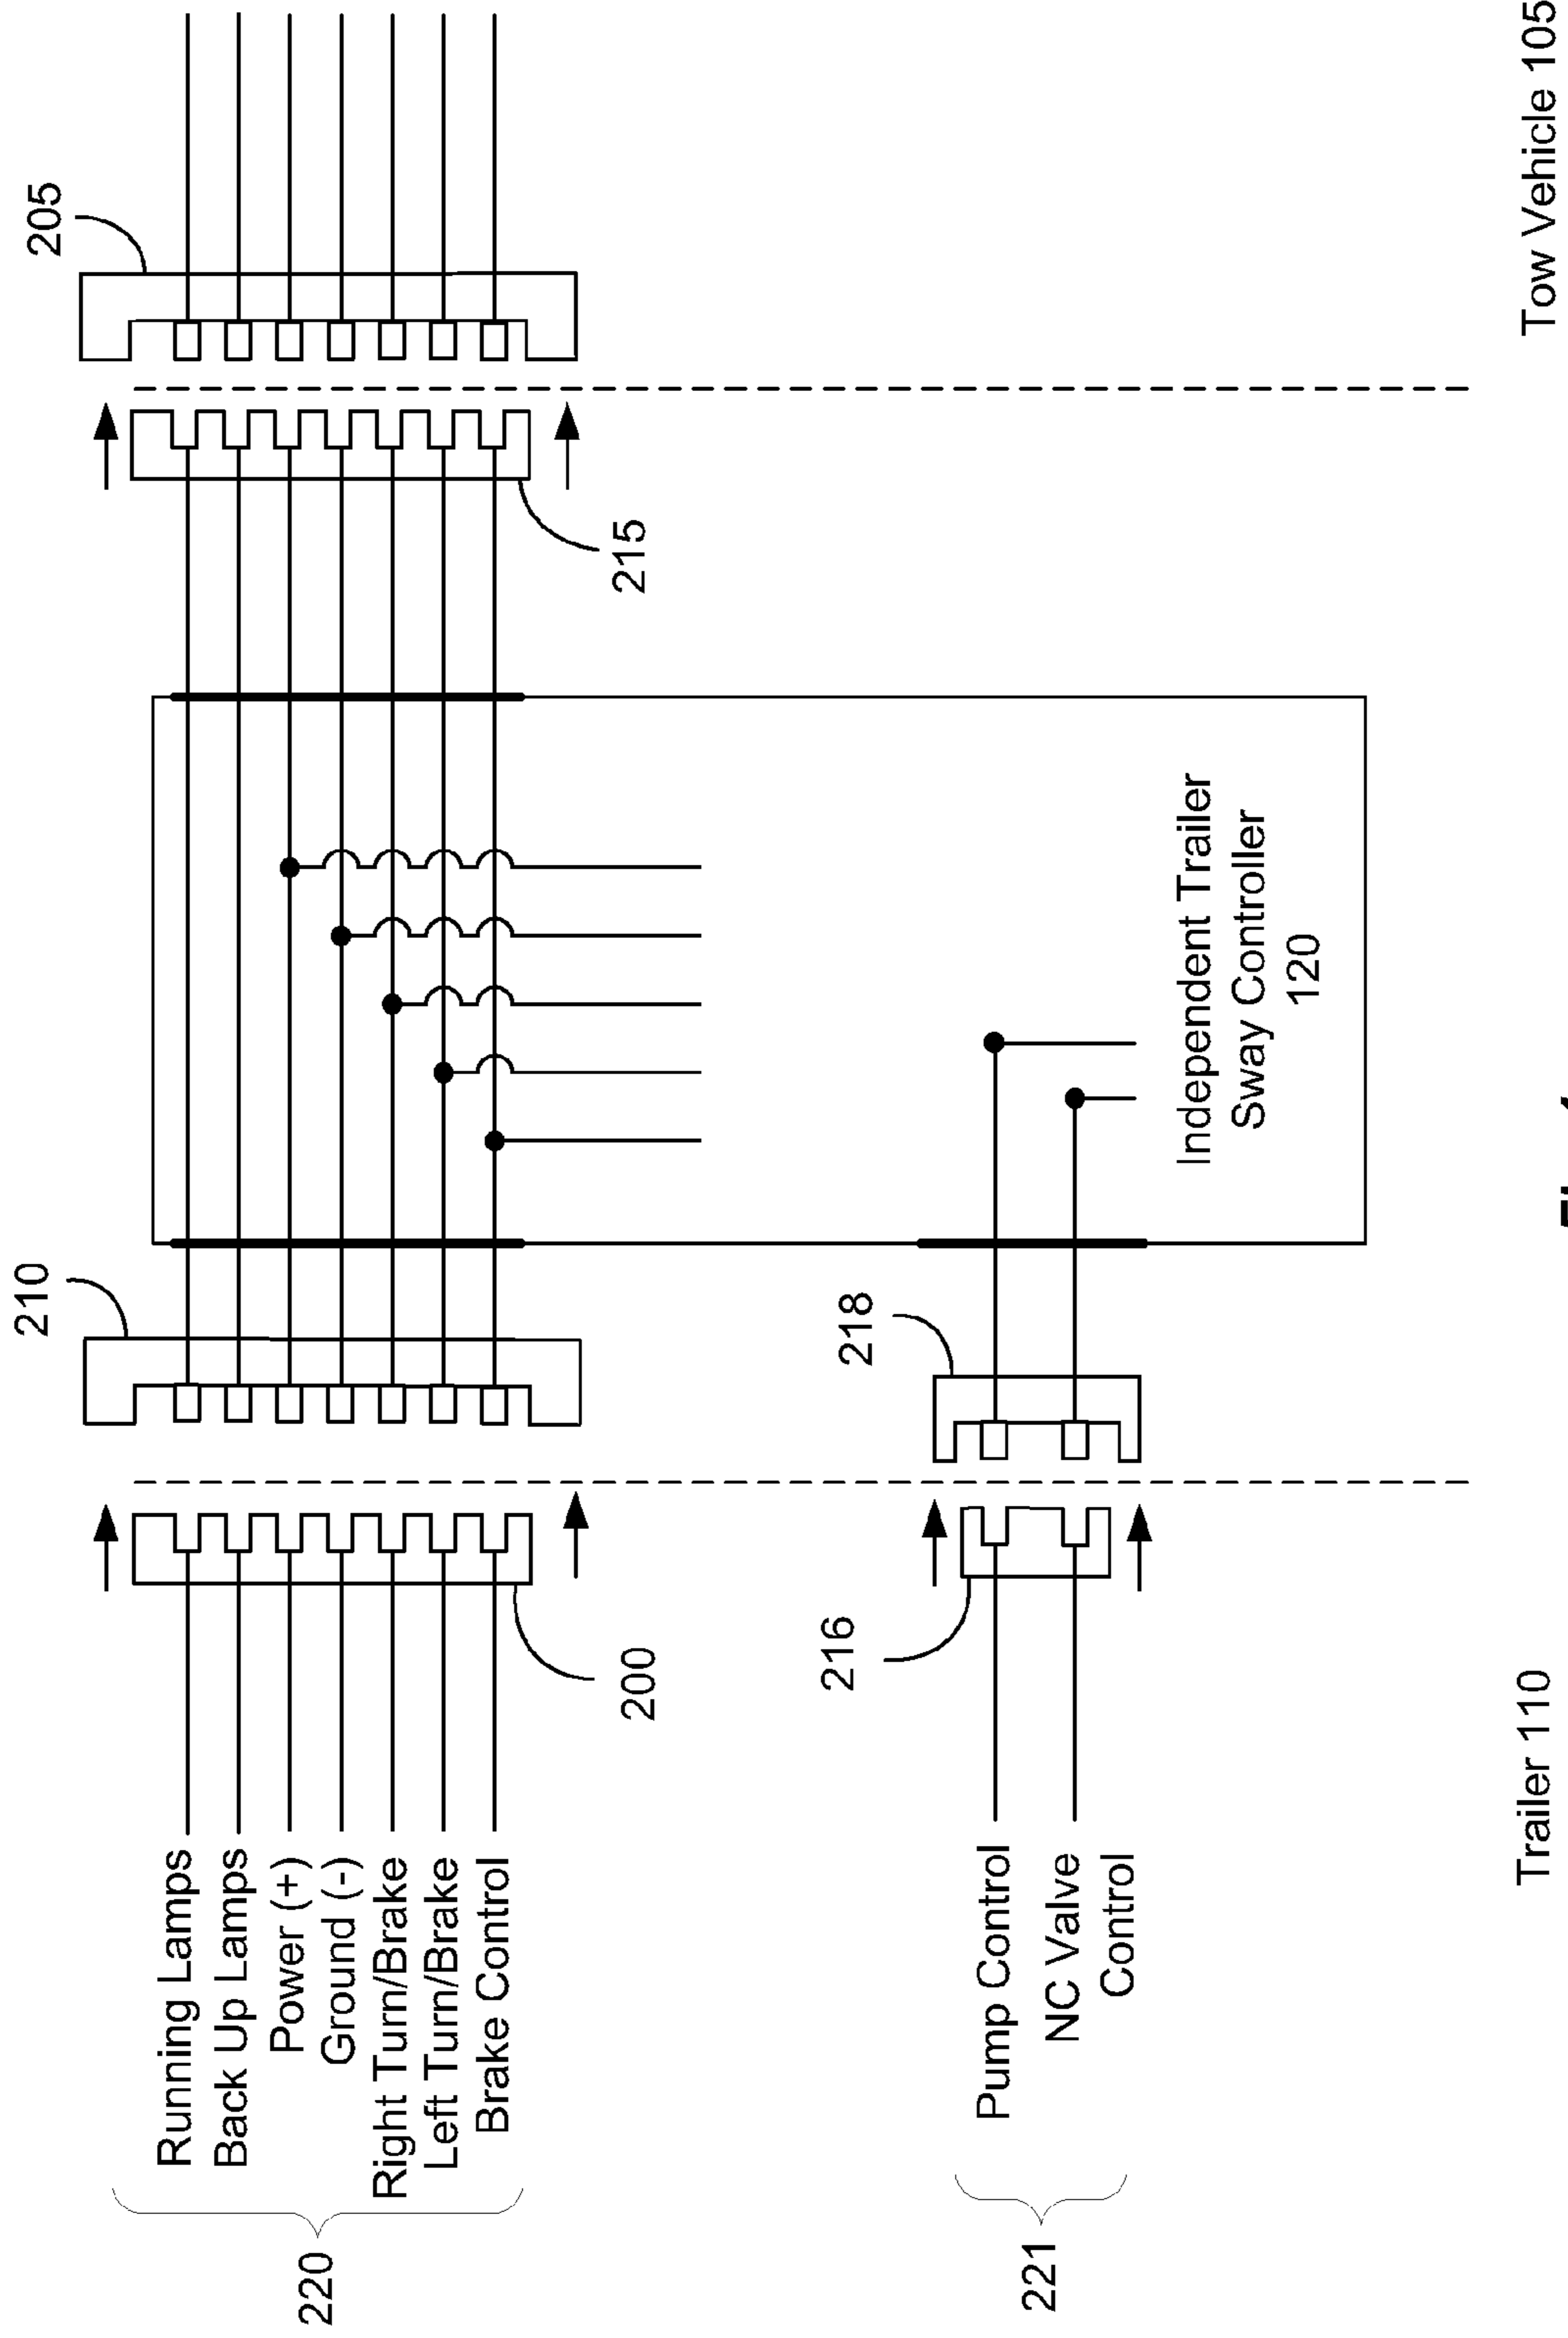 205
215
210
218
Independent Trailer
Sway Controller
120
200
216
Running Lamps
Back Up Lamps
Power (+)
Ground (-)
Right Turn/Brake
Left Turn/Brake
Brake Control
220
Pump Control
NC Valve
Control
221
Trailer 110
Tow Vehicle 105